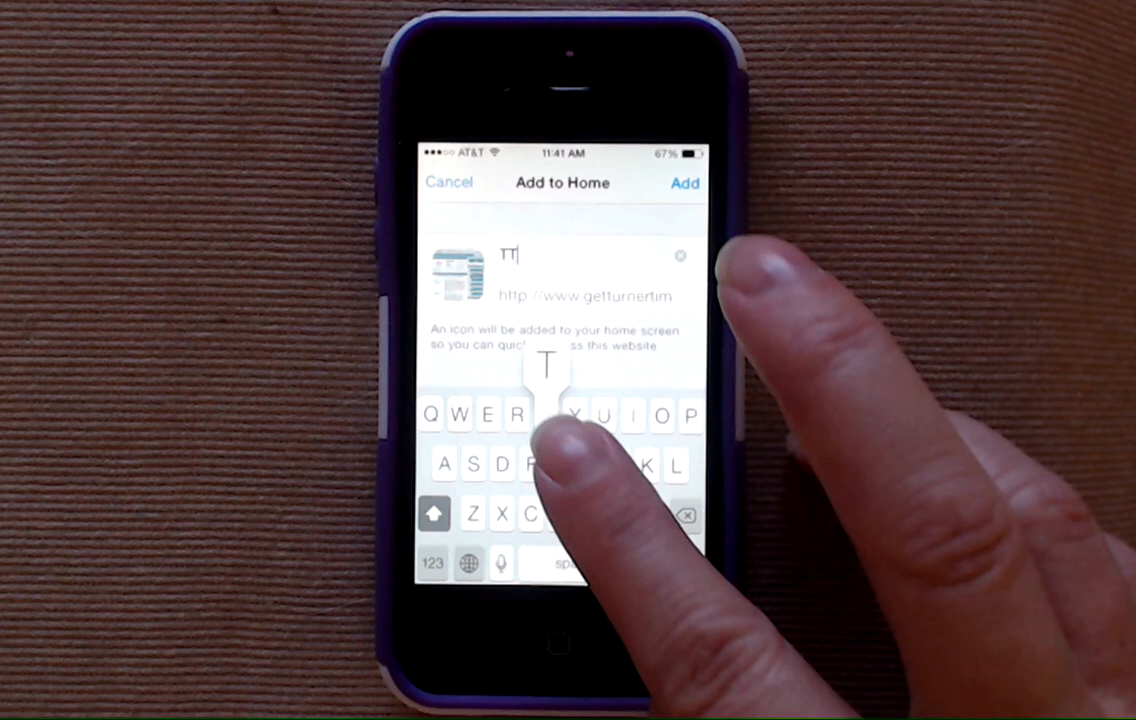 AT&T 11:41 AM 67%
Cancel Add to Home Add
TT
http://www.getturnertim
An icon will be added to your home screen
so you can quic ss this website
T
Q W E R Y U I O P
A S D F K L
Z X C
123 spa